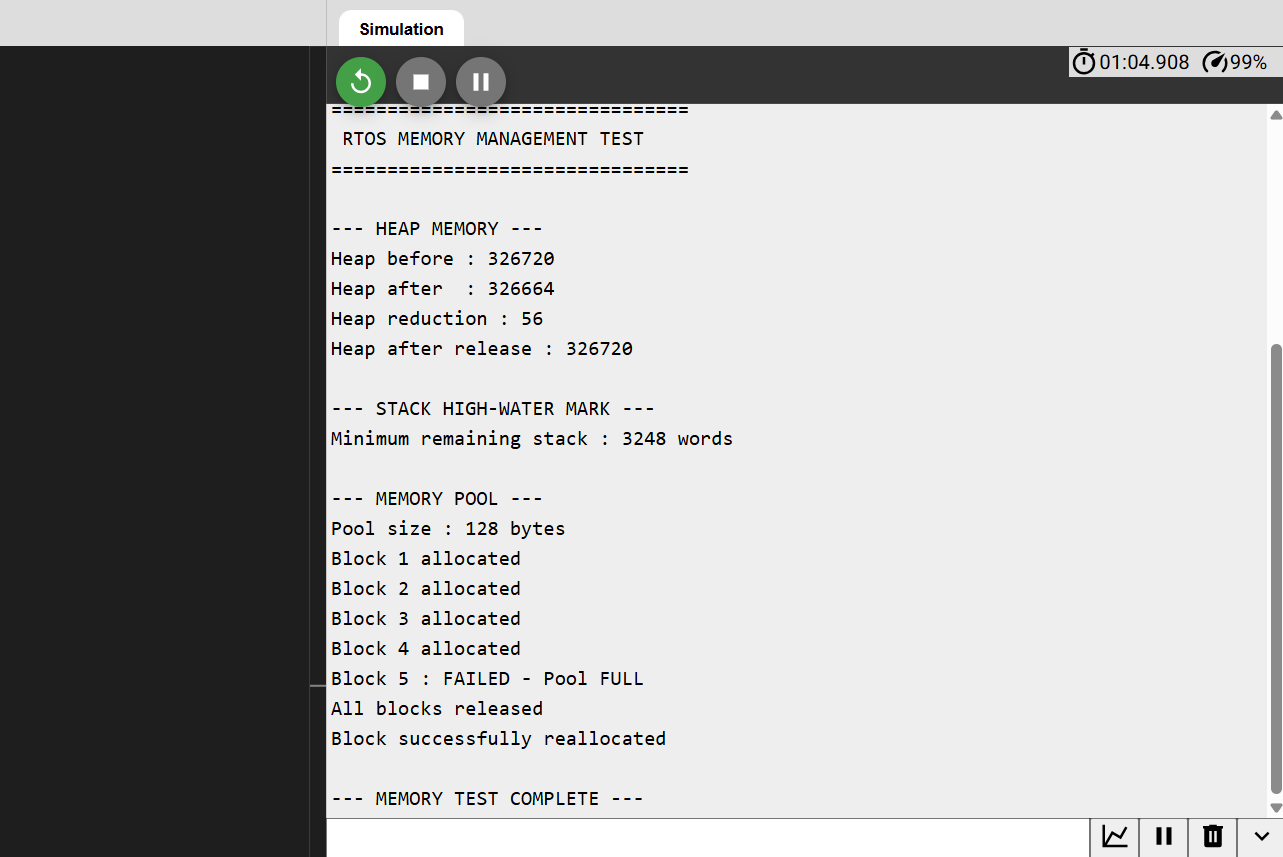 Simulation
01:04.908 99%
================================
RTOS MEMORY MANAGEMENT TEST
================================
--- HEAP MEMORY ---
Heap before : 326720
Heap after  : 326664
Heap reduction : 56
Heap after release : 326720
--- STACK HIGH-WATER MARK ---
Minimum remaining stack : 3248 words
--- MEMORY POOL ---
Pool size : 128 bytes
Block 1 allocated
Block 2 allocated
Block 3 allocated
Block 4 allocated
Block 5 : FAILED - Pool FULL
All blocks released
Block successfully reallocated
--- MEMORY TEST COMPLETE ---